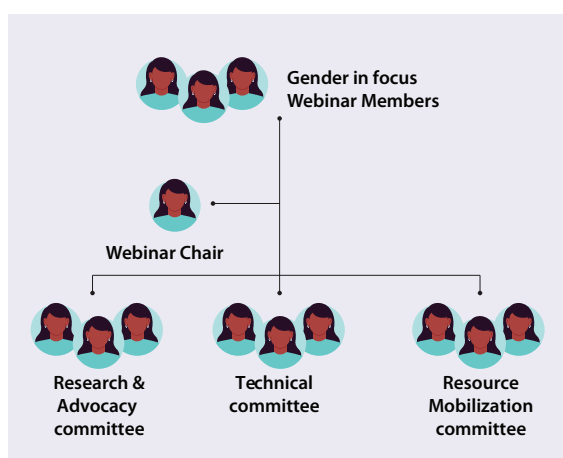 Gender in focus
Webinar Members
Webinar Chair
Research &
Advocacy
committee
Technical
committee
Resource
Mobilization
committee